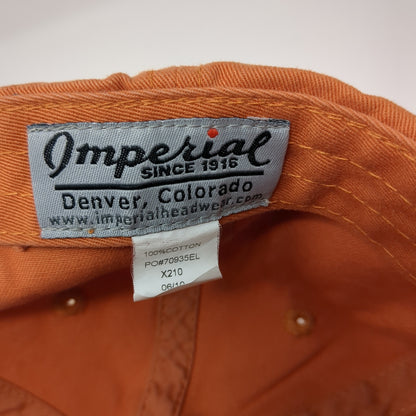 Imperial
SINCE 1916
Denver, Colorado
www.imperialheadwear.com
100%COTTON
PO#70935EL
X210
06/10